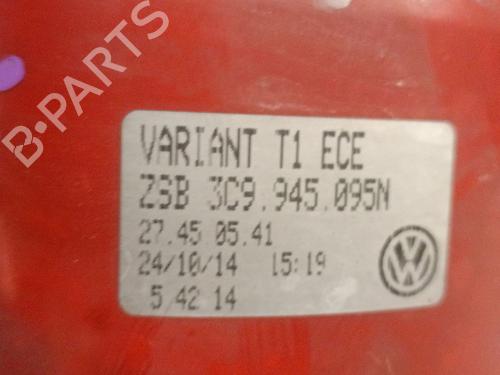 VARIANT T1 ECE
ZSB 3C9.945.095N
27.45 05.41
24/10/14 15:19
5 42 14
B-PARTS
B-PARTS